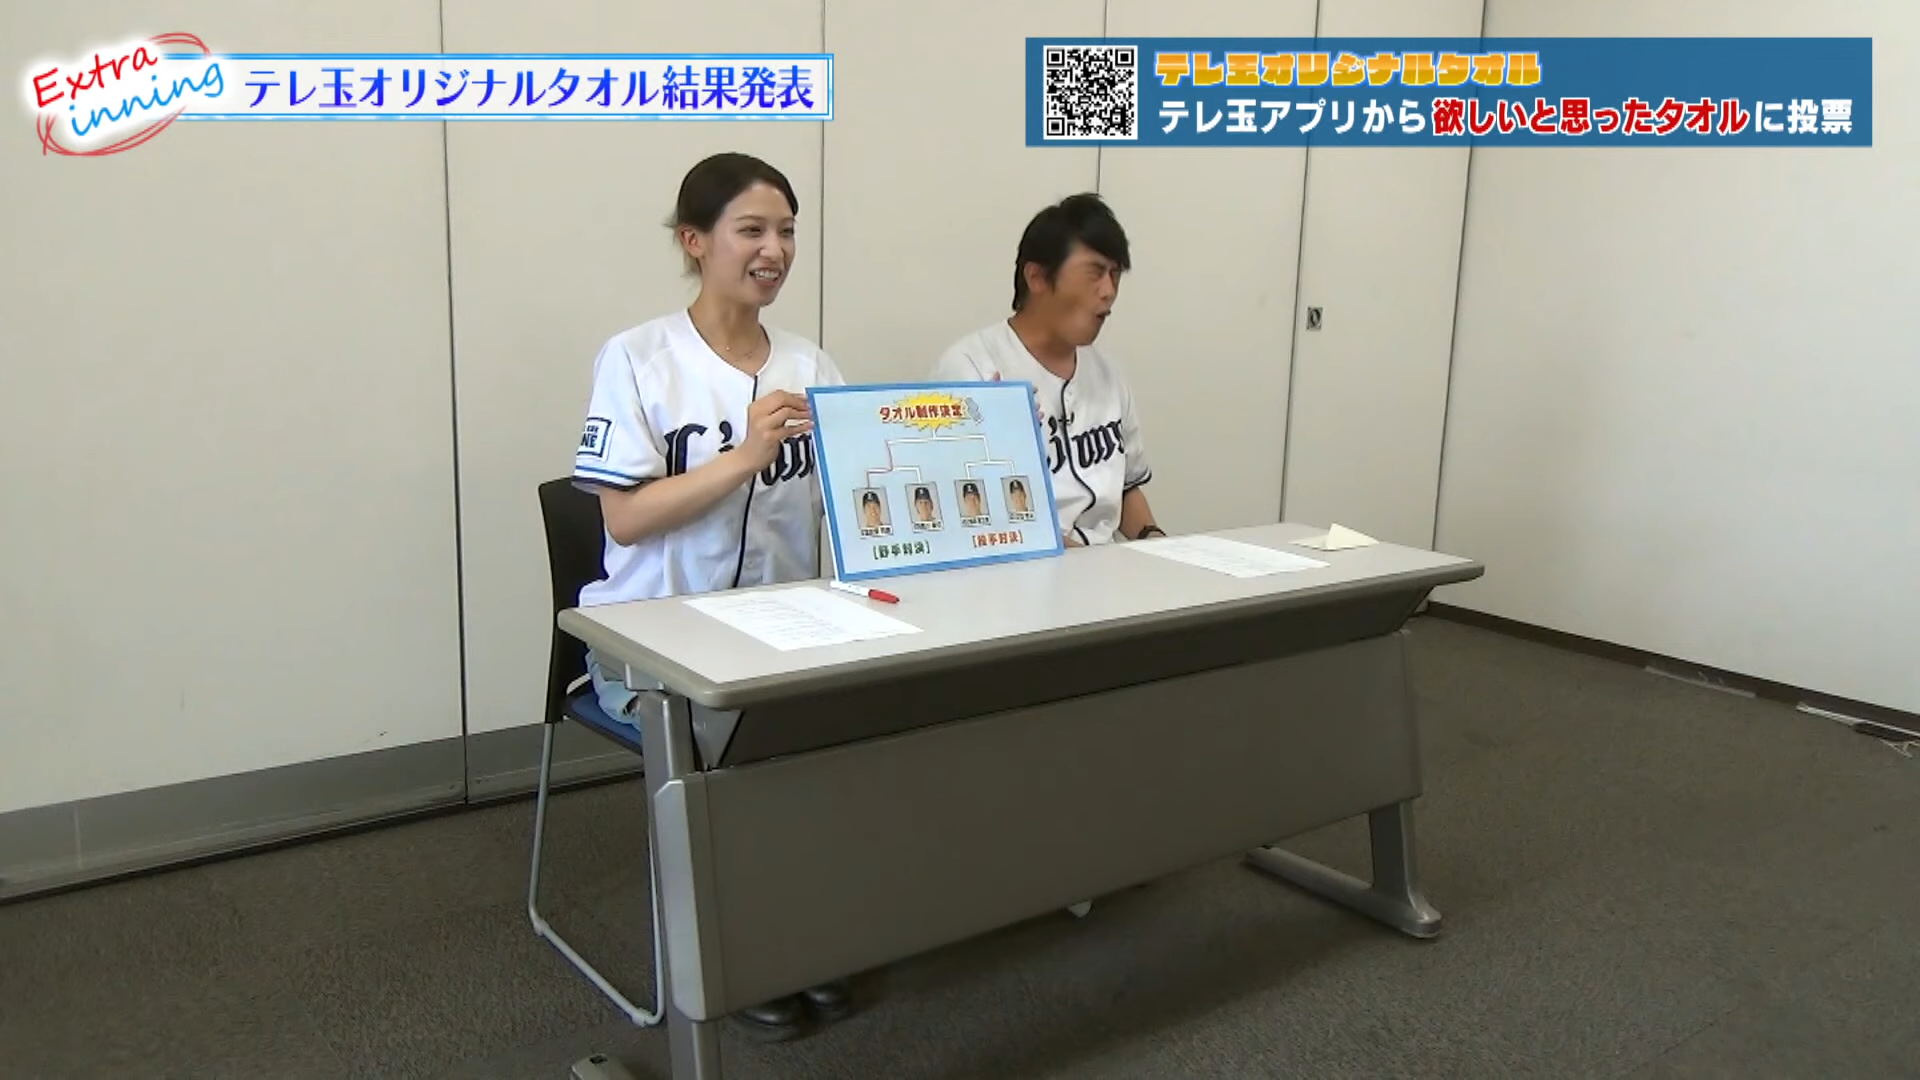 Extra
inning
テレ玉オリジナルタオル結果発表
テレ玉オリジナルタオル
テレ玉アプリから欲しいと思ったタオルに投票
タオル制作決定
[野手対決]
[投手対決]
Lions
Lions
NE